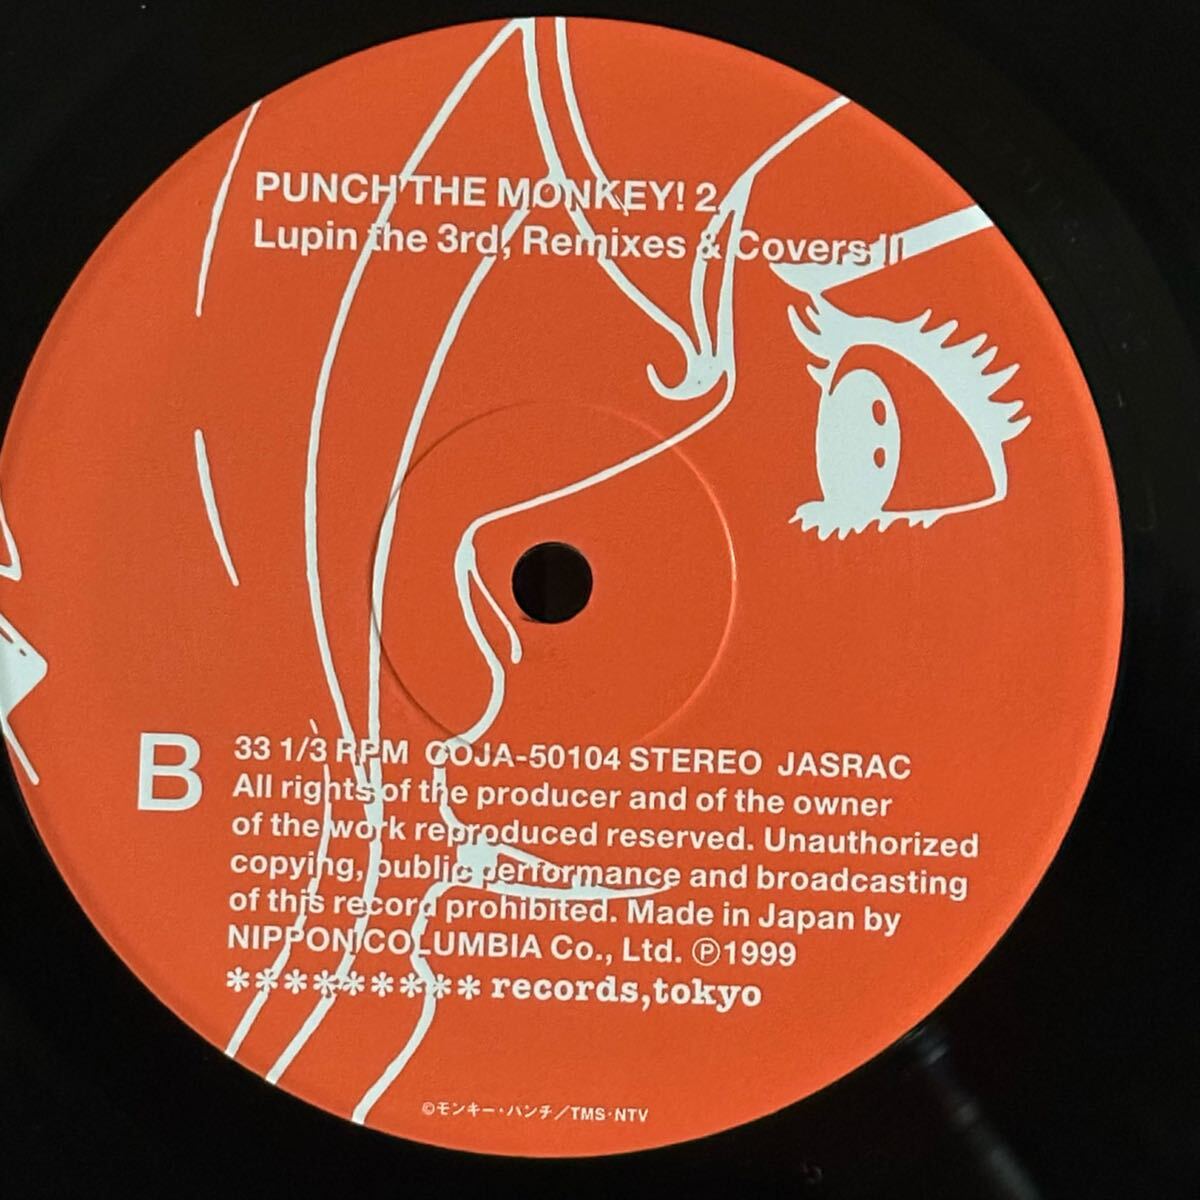 PUNCH THE MONKEY! 2
Lupin the 3rd, Remixes & Covers II
B
33 1/3 RPM COJA-50104 STEREO JASRAC
All rights of the producer and of the owner
of the work reproduced reserved. Unauthorized
copying, public performance and broadcasting
of this record prohibited. Made in Japan by
NIPPON COLUMBIA Co., Ltd. Ⓟ1999
********* records,tokyo
©モンキー・パンチ/TMS・NTV